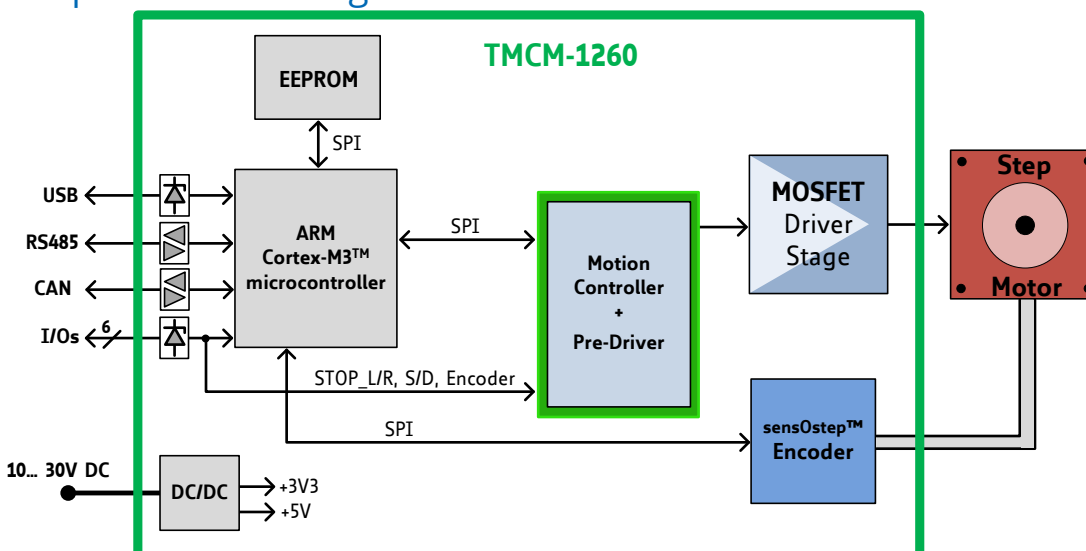 TMCM-1260
EEPROM
SPI
USB
RS485
CAN
I/Os
6
ARM
Cortex-M3™
microcontroller
SPI
Motion
Controller
+
Pre-Driver
MOSFET
Driver
Stage
Step
Motor
STOP_L/R, S/D, Encoder
SPI
sensOstep™
Encoder
10... 30V DC
DC/DC
+3V3
+5V